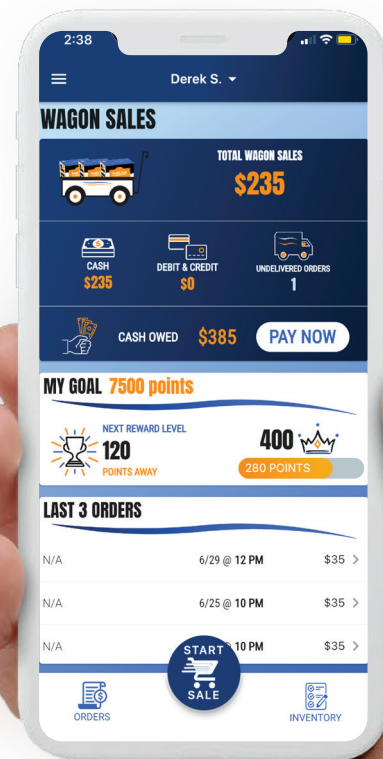 2:38
Derek S.
WAGON SALES
TOTAL WAGON SALES
$235
CASH
$235
DEBIT & CREDIT
$0
UNDELIVERED ORDERS
1
CASH OWED $385 PAY NOW
MY GOAL 7500 points
NEXT REWARD LEVEL
120
POINTS AWAY
400
280 POINTS
LAST 3 ORDERS
N/A 6/29 @ 12 PM $35
N/A 6/25 @ 10 PM $35
N/A 10 PM $35
START
SALE
ORDERS
INVENTORY